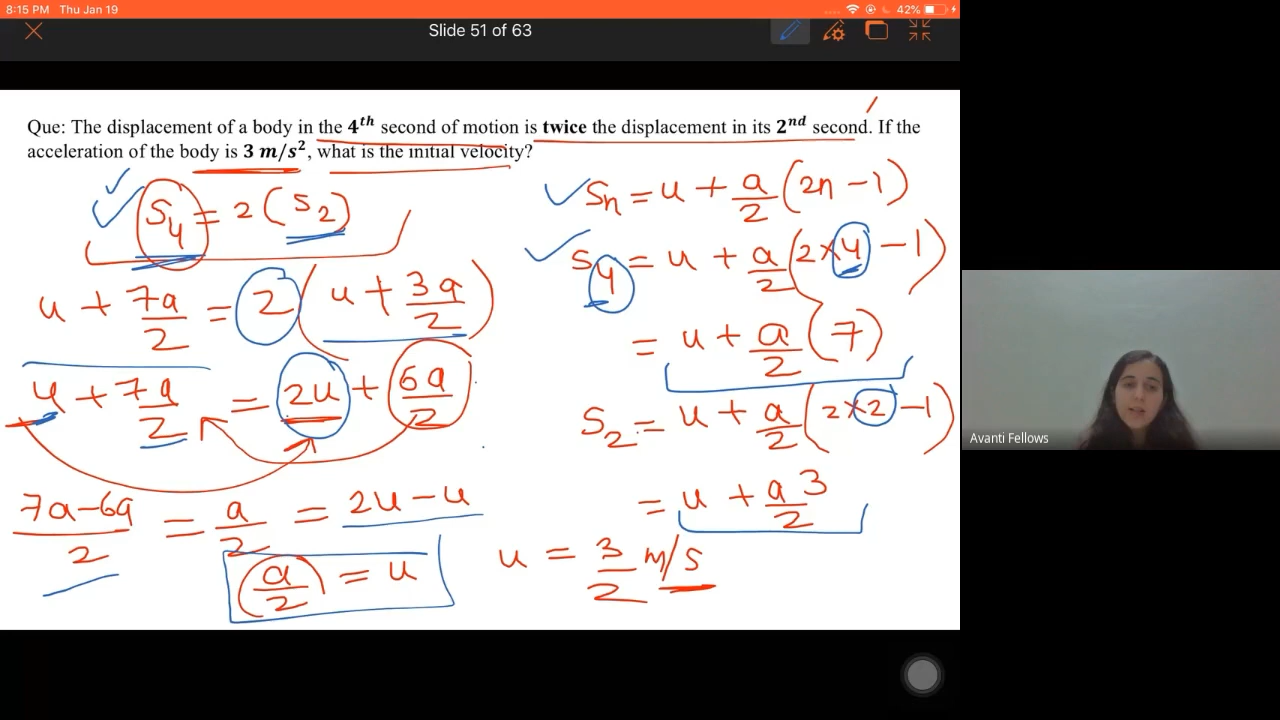 8:15 PM Thu Jan 19
42%
Slide 51 of 63
Que: The displacement of a body in the 4th second of motion is twice the displacement in its 2nd second. If the
acceleration of the body is 3 m/s², what is the initial velocity?
S4 = 2 (S2)
u + 7a/2 = 2 (u + 3a/2)
u + 7a/2 = 2u + 6a/2
7a-6a/2 = a/2 = 2u - u
a/2 = u
Sn = u + a/2 (2n - 1)
S4 = u + a/2 (2×4 - 1)
= u + a/2 (7)
S2 = u + a/2 (2×2 - 1)
= u + a3/2
u = 3/2 m/s
Avanti Fellows